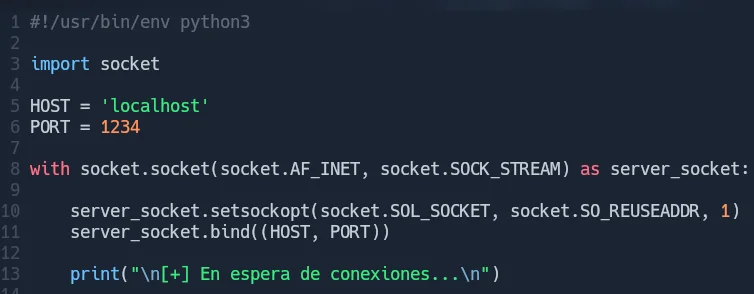 1 #!/usr/bin/env python3
2
3 import socket
4
5 HOST = 'localhost'
6 PORT = 1234
7
8 with socket.socket(socket.AF_INET, socket.SOCK_STREAM) as server_socket:
9
10 server_socket.setsockopt(socket.SOL_SOCKET, socket.SO_REUSEADDR, 1)
11 server_socket.bind((HOST, PORT))
12
13 print("\n[+] En espera de conexiones...\n")
14